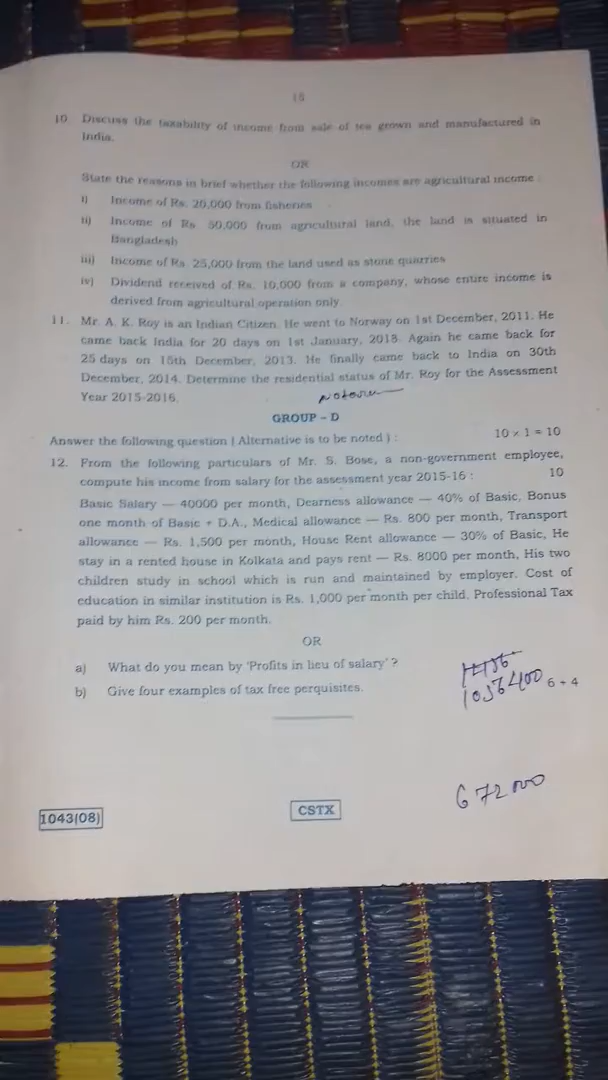 15
10. Discuss the taxability of income from sale of tea grown and manufactured in
India.
OR
State the reasons in brief whether the following incomes are agricultural income :
i) Income of Rs. 20,000 from fisheries
ii) Income of Rs 50,000 from agricultural land, the land is situated in
Bangladesh
iii) Income of Rs. 25,000 from the land used as stone quarries
iv) Dividend received of Rs. 10,000 from a company, whose entire income is
derived from agricultural operation only.
11. Mr. A. K. Roy is an Indian Citizen. He went to Norway on 1st December, 2011. He
came back India for 20 days on 1st January, 2013. Again he came back for
25 days on 15th December, 2013. He finally came back to India on 30th
December, 2014. Determine the residential status of Mr. Roy for the Assessment
Year 2015-2016.
GROUP – D
Answer the following question ( Alternative is to be noted ) : 10 × 1 = 10
12. From the following particulars of Mr. S. Bose, a non-government employee,
compute his income from salary for the assessment year 2015-16 : 10
Basic Salary — 40000 per month, Dearness allowance — 40% of Basic, Bonus
one month of Basic + D.A., Medical allowance — Rs. 800 per month, Transport
allowance — Rs. 1,500 per month, House Rent allowance — 30% of Basic, He
stay in a rented house in Kolkata and pays rent — Rs. 8000 per month, His two
children study in school which is run and maintained by employer. Cost of
education in similar institution is Rs. 1,000 per month per child, Professional Tax
paid by him Rs. 200 per month.
OR
a) What do you mean by 'Profits in lieu of salary' ?
b) Give four examples of tax free perquisites. 6 + 4
1056400
672000
1043(08) CSTX